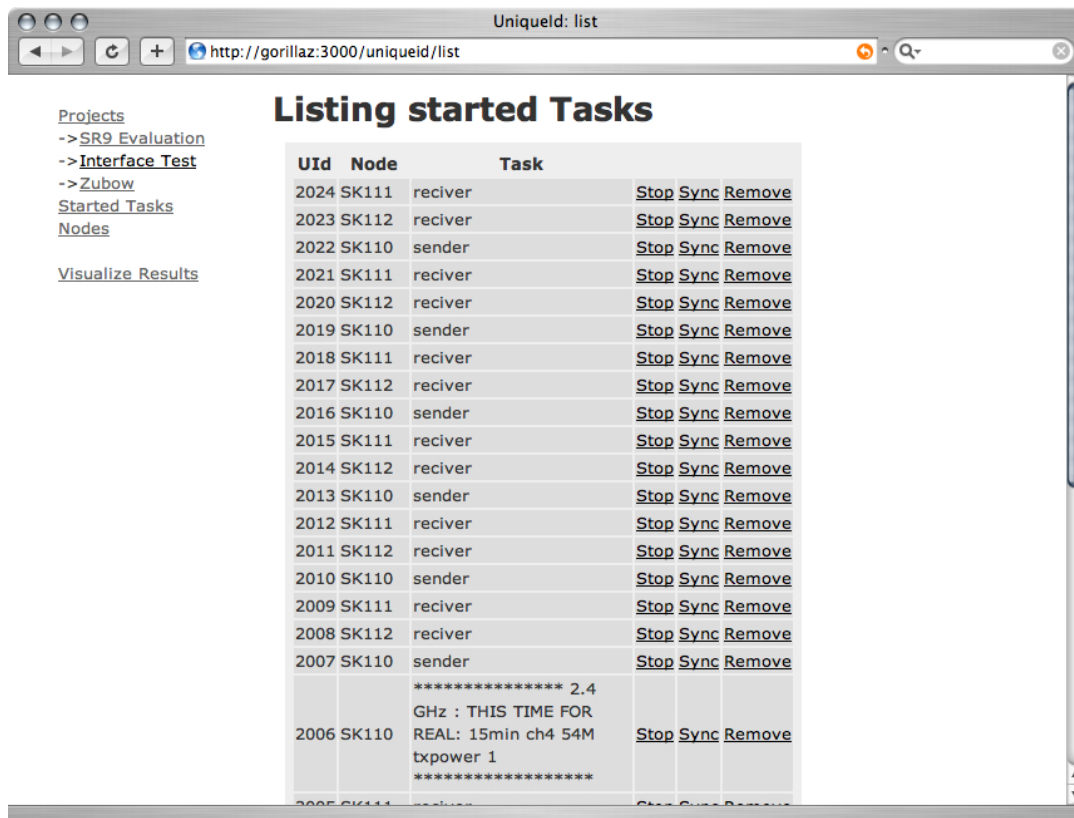 UniqueId: list
http://gorillaz:3000/uniqueid/list
Projects
->SR9 Evaluation
->Interface Test
->Zubow
Started Tasks
Nodes
Visualize Results
Listing started Tasks
UId Node Task
2024 SK111 reciver Stop Sync Remove
2023 SK112 reciver Stop Sync Remove
2022 SK110 sender Stop Sync Remove
2021 SK111 reciver Stop Sync Remove
2020 SK112 reciver Stop Sync Remove
2019 SK110 sender Stop Sync Remove
2018 SK111 reciver Stop Sync Remove
2017 SK112 reciver Stop Sync Remove
2016 SK110 sender Stop Sync Remove
2015 SK111 reciver Stop Sync Remove
2014 SK112 reciver Stop Sync Remove
2013 SK110 sender Stop Sync Remove
2012 SK111 reciver Stop Sync Remove
2011 SK112 reciver Stop Sync Remove
2010 SK110 sender Stop Sync Remove
2009 SK111 reciver Stop Sync Remove
2008 SK112 reciver Stop Sync Remove
2007 SK110 sender Stop Sync Remove
*************** 2.4
GHz : THIS TIME FOR
2006 SK110 REAL: 15min ch4 54M Stop Sync Remove
txpower 1
******************